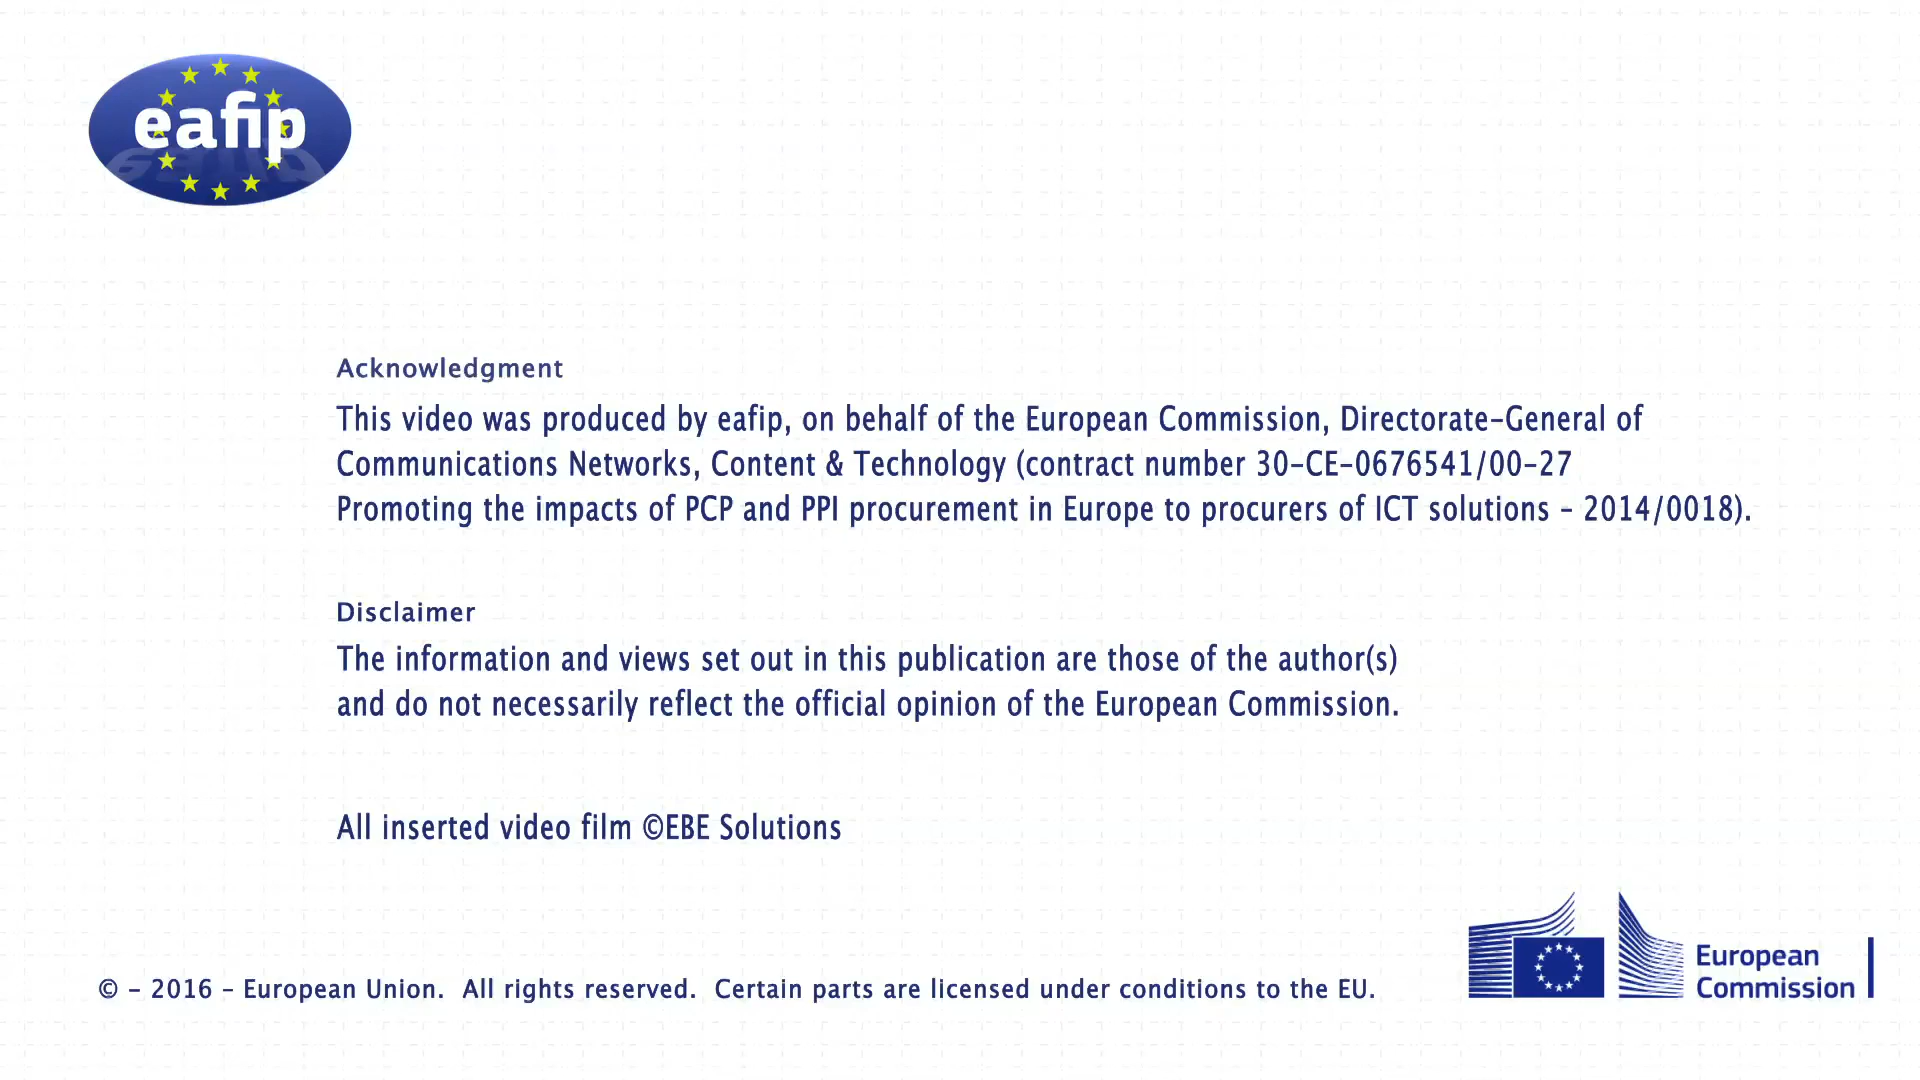 eafip
Acknowledgment
This video was produced by eafip, on behalf of the European Commission, Directorate-General of
Communications Networks, Content & Technology (contract number 30-CE-0676541/00-27
Promoting the impacts of PCP and PPI procurement in Europe to procurers of ICT solutions - 2014/0018).
Disclaimer
The information and views set out in this publication are those of the author(s)
and do not necessarily reflect the official opinion of the European Commission.
All inserted video film ©EBE Solutions
© - 2016 - European Union. All rights reserved. Certain parts are licensed under conditions to the EU.
European
Commission